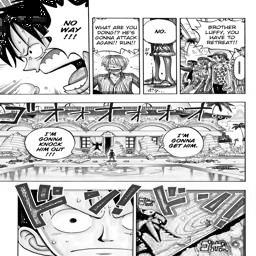 BROTHER
LUFFY, YOU
HAVE TO
RETREAT!!
NO.
WHAT ARE YOU
DOING!? HE'S
GONNA ATTACK
AGAIN!! RUN!!
NO
WAY!!!
I'M
GONNA
GET HIM.
I'M
GONNA
KNOCK
HIM OUT
!!!